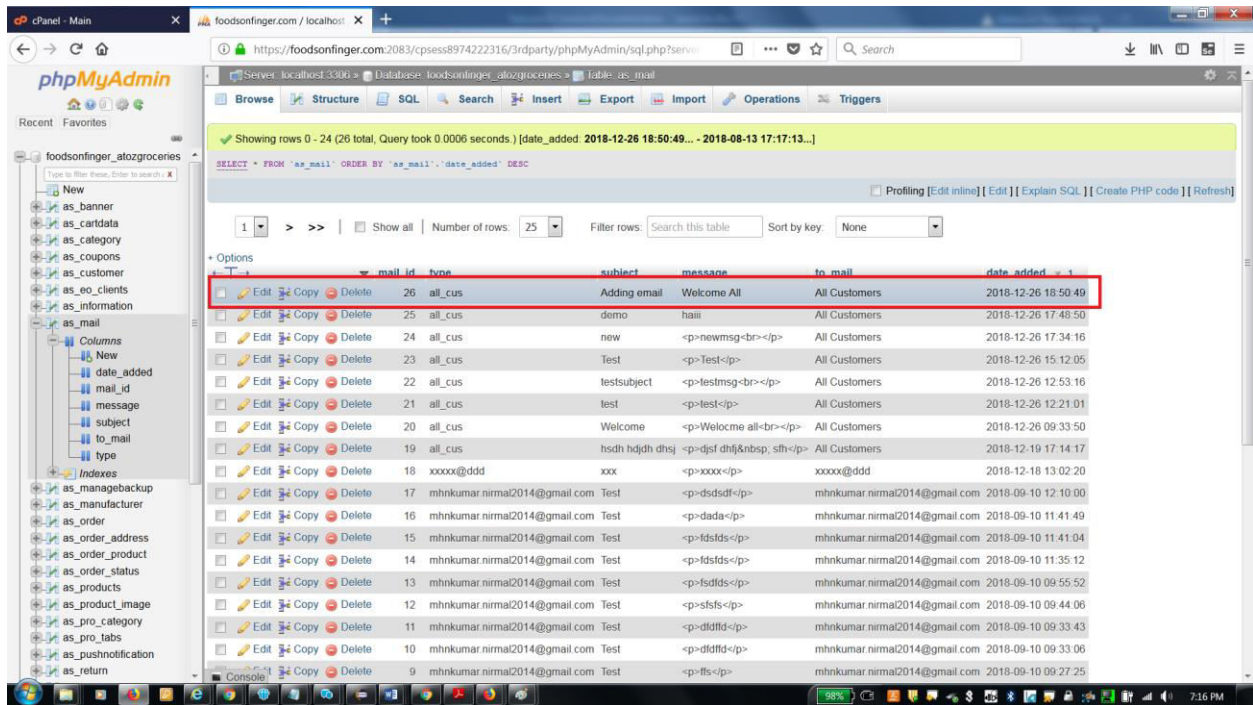 cPanel - Main
foodsonfinger.com / localhost
https://foodsonfinger.com:2083/cpsess8974222316/3rdparty/phpMyAdmin/sql.php?serve
Search
phpMyAdmin
Recent Favorites
Server: localhost:3306 » Database: foodsonfinger_atozgroceries » Table: as_mail
Browse Structure SQL Search Insert Export Import Operations Triggers
Showing rows 0 - 24 (26 total, Query took 0.0006 seconds.) [date_added: 2018-12-26 18:50:49... - 2018-08-13 17:17:13...]
SELECT * FROM `as_mail` ORDER BY `as_mail`.`date_added` DESC
Profiling [Edit inline] [ Edit ] [ Explain SQL ] [ Create PHP code ] [ Refresh]
1 > >> Show all Number of rows: 25 Filter rows: Search this table Sort by key: None
+ Options
mail_id type subject message to_mail date_added 1
Edit Copy Delete 26 all_cus Adding email Welcome All All Customers 2018-12-26 18:50:49
Edit Copy Delete 25 all_cus demo haiii All Customers 2018-12-26 17:48:50
Edit Copy Delete 24 all_cus new <p>newmsg<br></p> All Customers 2018-12-26 17:34:16
Edit Copy Delete 23 all_cus Test <p>Test</p> All Customers 2018-12-26 15:12:05
Edit Copy Delete 22 all_cus testsubject <p>testmsg<br></p> All Customers 2018-12-26 12:53:16
Edit Copy Delete 21 all_cus test <p>test</p> All Customers 2018-12-26 12:21:01
Edit Copy Delete 20 all_cus Welcome <p>Welocme all<br></p> All Customers 2018-12-26 09:33:50
Edit Copy Delete 19 all_cus hsdh hdjdh dhsj <p>djsf dhfj&nbsp; sfh</p> All Customers 2018-12-19 17:14:17
Edit Copy Delete 18 xxxxx@ddd xxx <p>xxxx</p> xxxxx@ddd 2018-12-18 13:02:20
Edit Copy Delete 17 mhnkumar.nirmal2014@gmail.com Test <p>dsdsdf</p> mhnkumar.nirmal2014@gmail.com 2018-09-10 12:10:00
Edit Copy Delete 16 mhnkumar.nirmal2014@gmail.com Test <p>dada</p> mhnkumar.nirmal2014@gmail.com 2018-09-10 11:41:49
Edit Copy Delete 15 mhnkumar.nirmal2014@gmail.com Test <p>fdsfds</p> mhnkumar.nirmal2014@gmail.com 2018-09-10 11:41:04
Edit Copy Delete 14 mhnkumar.nirmal2014@gmail.com Test <p>fdsfds</p> mhnkumar.nirmal2014@gmail.com 2018-09-10 11:35:12
Edit Copy Delete 13 mhnkumar.nirmal2014@gmail.com Test <p>fsdfds</p> mhnkumar.nirmal2014@gmail.com 2018-09-10 09:55:52
Edit Copy Delete 12 mhnkumar.nirmal2014@gmail.com Test <p>sfsfs</p> mhnkumar.nirmal2014@gmail.com 2018-09-10 09:44:06
Edit Copy Delete 11 mhnkumar.nirmal2014@gmail.com Test <p>dfdffd</p> mhnkumar.nirmal2014@gmail.com 2018-09-10 09:33:43
Edit Copy Delete 10 mhnkumar.nirmal2014@gmail.com Test <p>dfdffd</p> mhnkumar.nirmal2014@gmail.com 2018-09-10 09:33:06
Edit Copy Delete 9 mhnkumar.nirmal2014@gmail.com Test <p>ffs</p> mhnkumar.nirmal2014@gmail.com 2018-09-10 09:27:25
Console
foodsonfinger_atozgroceries
Type to filter these, Enter to search X
New
as_banner
as_cartdata
as_category
as_coupons
as_customer
as_eo_clients
as_information
as_mail
Columns
New
date_added
mail_id
message
subject
to_mail
type
Indexes
as_managebackup
as_manufacturer
as_order
as_order_address
as_order_product
as_order_status
as_products
as_product_image
as_pro_category
as_pro_tabs
as_pushnotification
as_return
98%
7:16 PM